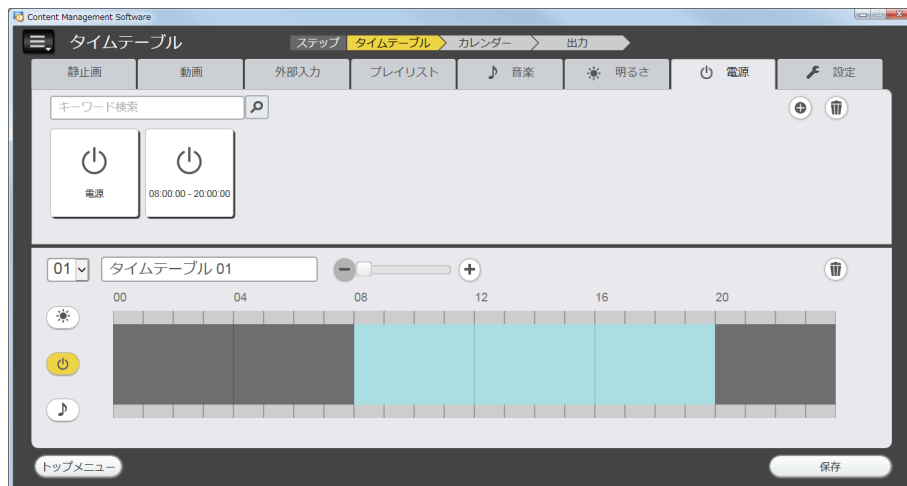 Content Management Software
タイムテーブル
ステップ タイムテーブル カレンダー 出力
静止画 動画 外部入力 プレイリスト 音楽 明るさ 電源 設定
キーワード検索
電源 08:00:00 - 20:00:00
01 タイムテーブル 01
00 04 08 12 16 20
トップメニュー 保存